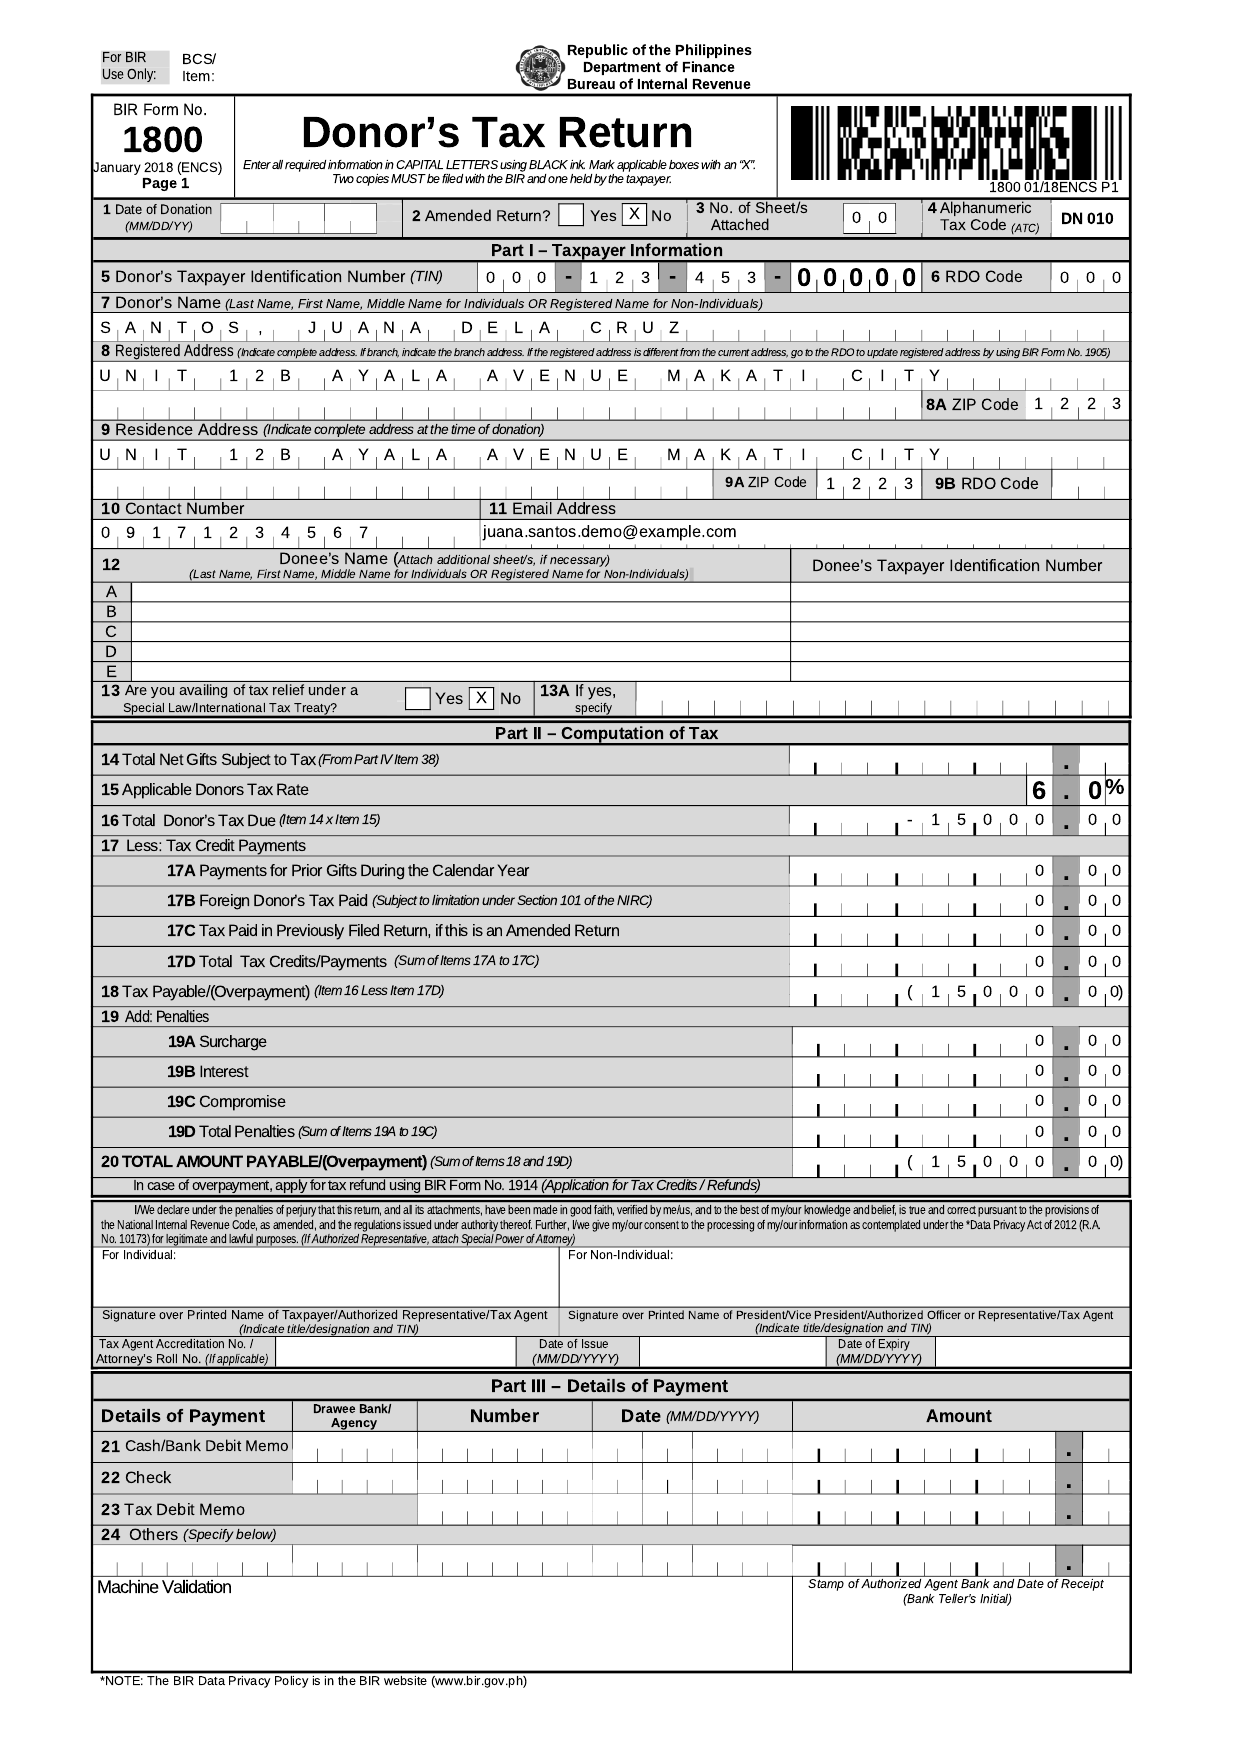 For BIR
Use Only:
BCS/
Item:
Republic of the Philippines
Department of Finance
Bureau of Internal Revenue
BIR Form No.
1800
January 2018 (ENCS)
Page 1
Donor’s Tax Return
Enter all required information in CAPITAL LETTERS using BLACK ink. Mark applicable boxes with an “X”.
Two copies MUST be filed with the BIR and one held by the taxpayer.
1800 01/18ENCS P1
1 Date of Donation
(MM/DD/YY)
2 Amended Return? Yes X No
3 No. of Sheet/s
Attached
0 0
4 Alphanumeric
Tax Code (ATC)
DN 010
Part I – Taxpayer Information
5 Donor's Taxpayer Identification Number (TIN) 0 0 0 - 1 2 3 - 4 5 3 - 0 0 0 0 0 6 RDO Code 0 0 0
7 Donor's Name (Last Name, First Name, Middle Name for Individuals OR Registered Name for Non-Individuals)
SANTOS, JUANA DELA CRUZ
8 Registered Address (Indicate complete address. If branch, indicate the branch address. If the registered address is different from the current address, go to the RDO to update registered address by using BIR Form No. 1905)
UNIT 12B AYALA AVENUE MAKATI CITY
8A ZIP Code 1 2 2 3
9 Residence Address (Indicate complete address at the time of donation)
UNIT 12B AYALA AVENUE MAKATI CITY
9A ZIP Code 1 2 2 3 9B RDO Code
10 Contact Number 11 Email Address
0 9 1 7 1 2 3 4 5 6 7 juana.santos.demo@example.com
12
Donee's Name (Attach additional sheet/s, if necessary)
(Last Name, First Name, Middle Name for Individuals OR Registered Name for Non-Individuals)
Donee’s Taxpayer Identification Number
A
B
C
D
E
13 Are you availing of tax relief under a
Special Law/International Tax Treaty?
Yes X No
13A If yes,
specify
Part II – Computation of Tax
14 Total Net Gifts Subject to Tax (From Part IV Item 38) .
15 Applicable Donors Tax Rate 6 . 0 %
16 Total Donor's Tax Due (Item 14 x Item 15) - 1 5 0 0 0 . 0 0
17 Less: Tax Credit Payments
17A Payments for Prior Gifts During the Calendar Year 0 . 0 0
17B Foreign Donor's Tax Paid (Subject to limitation under Section 101 of the NIRC) 0 . 0 0
17C Tax Paid in Previously Filed Return, if this is an Amended Return 0 . 0 0
17D Total Tax Credits/Payments (Sum of Items 17A to 17C) 0 . 0 0
18 Tax Payable/(Overpayment) (Item 16 Less Item 17D) ( 1 5 0 0 0 . 0 0)
19 Add: Penalties
19A Surcharge 0 . 0 0
19B Interest 0 . 0 0
19C Compromise 0 . 0 0
19D Total Penalties (Sum of Items 19A to 19C) 0 . 0 0
20 TOTAL AMOUNT PAYABLE/(Overpayment) (Sum of Items 18 and 19D) ( 1 5 0 0 0 . 0 0)
In case of overpayment, apply for tax refund using BIR Form No. 1914 (Application for Tax Credits / Refunds)
I/We declare under the penalties of perjury that this return, and all its attachments, have been made in good faith, verified by me/us, and to the best of my/our knowledge and belief, is true and correct pursuant to the provisions of
the National Internal Revenue Code, as amended, and the regulations issued under authority thereof. Further, I/we give my/our consent to the processing of my/our information as contemplated under the *Data Privacy Act of 2012 (R.A.
No. 10173) for legitimate and lawful purposes. (If Authorized Representative, attach Special Power of Attorney)
For Individual: For Non-Individual:
Signature over Printed Name of Taxpayer/Authorized Representative/Tax Agent
(Indicate title/designation and TIN)
Signature over Printed Name of President/Vice President/Authorized Officer or Representative/Tax Agent
(Indicate title/designation and TIN)
Tax Agent Accreditation No. /
Attorney's Roll No. (If applicable)
Date of Issue
(MM/DD/YYYY)
Date of Expiry
(MM/DD/YYYY)
Part III – Details of Payment
Details of Payment
Drawee Bank/
Agency
Number
Date (MM/DD/YYYY)
Amount
21 Cash/Bank Debit Memo .
22 Check .
23 Tax Debit Memo .
24 Others (Specify below)
.
Machine Validation
Stamp of Authorized Agent Bank and Date of Receipt
(Bank Teller's Initial)
*NOTE: The BIR Data Privacy Policy is in the BIR website (www.bir.gov.ph)